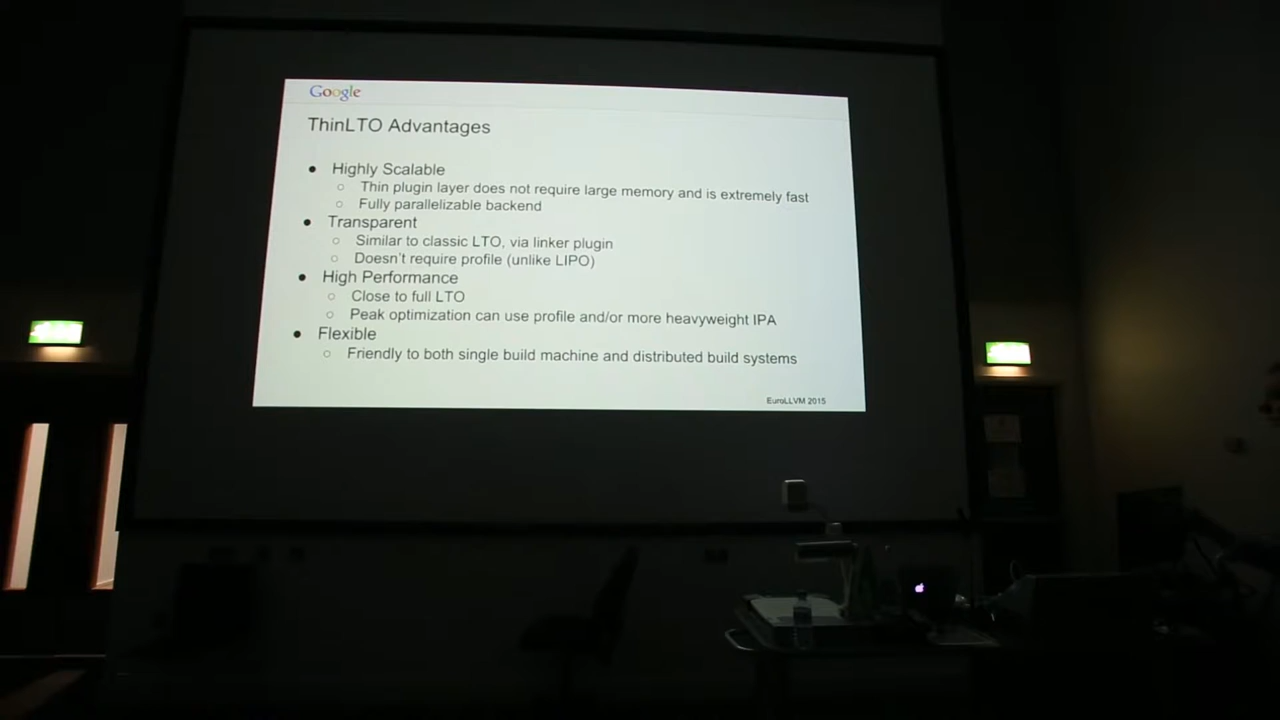 Google
ThinLTO Advantages
● Highly Scalable
○ Thin plugin layer does not require large memory and is extremely fast
○ Fully parallelizable backend
● Transparent
○ Similar to classic LTO, via linker plugin
○ Doesn't require profile (unlike LIPO)
● High Performance
○ Close to full LTO
○ Peak optimization can use profile and/or more heavyweight IPA
● Flexible
○ Friendly to both single build machine and distributed build systems
EuroLLVM 2015